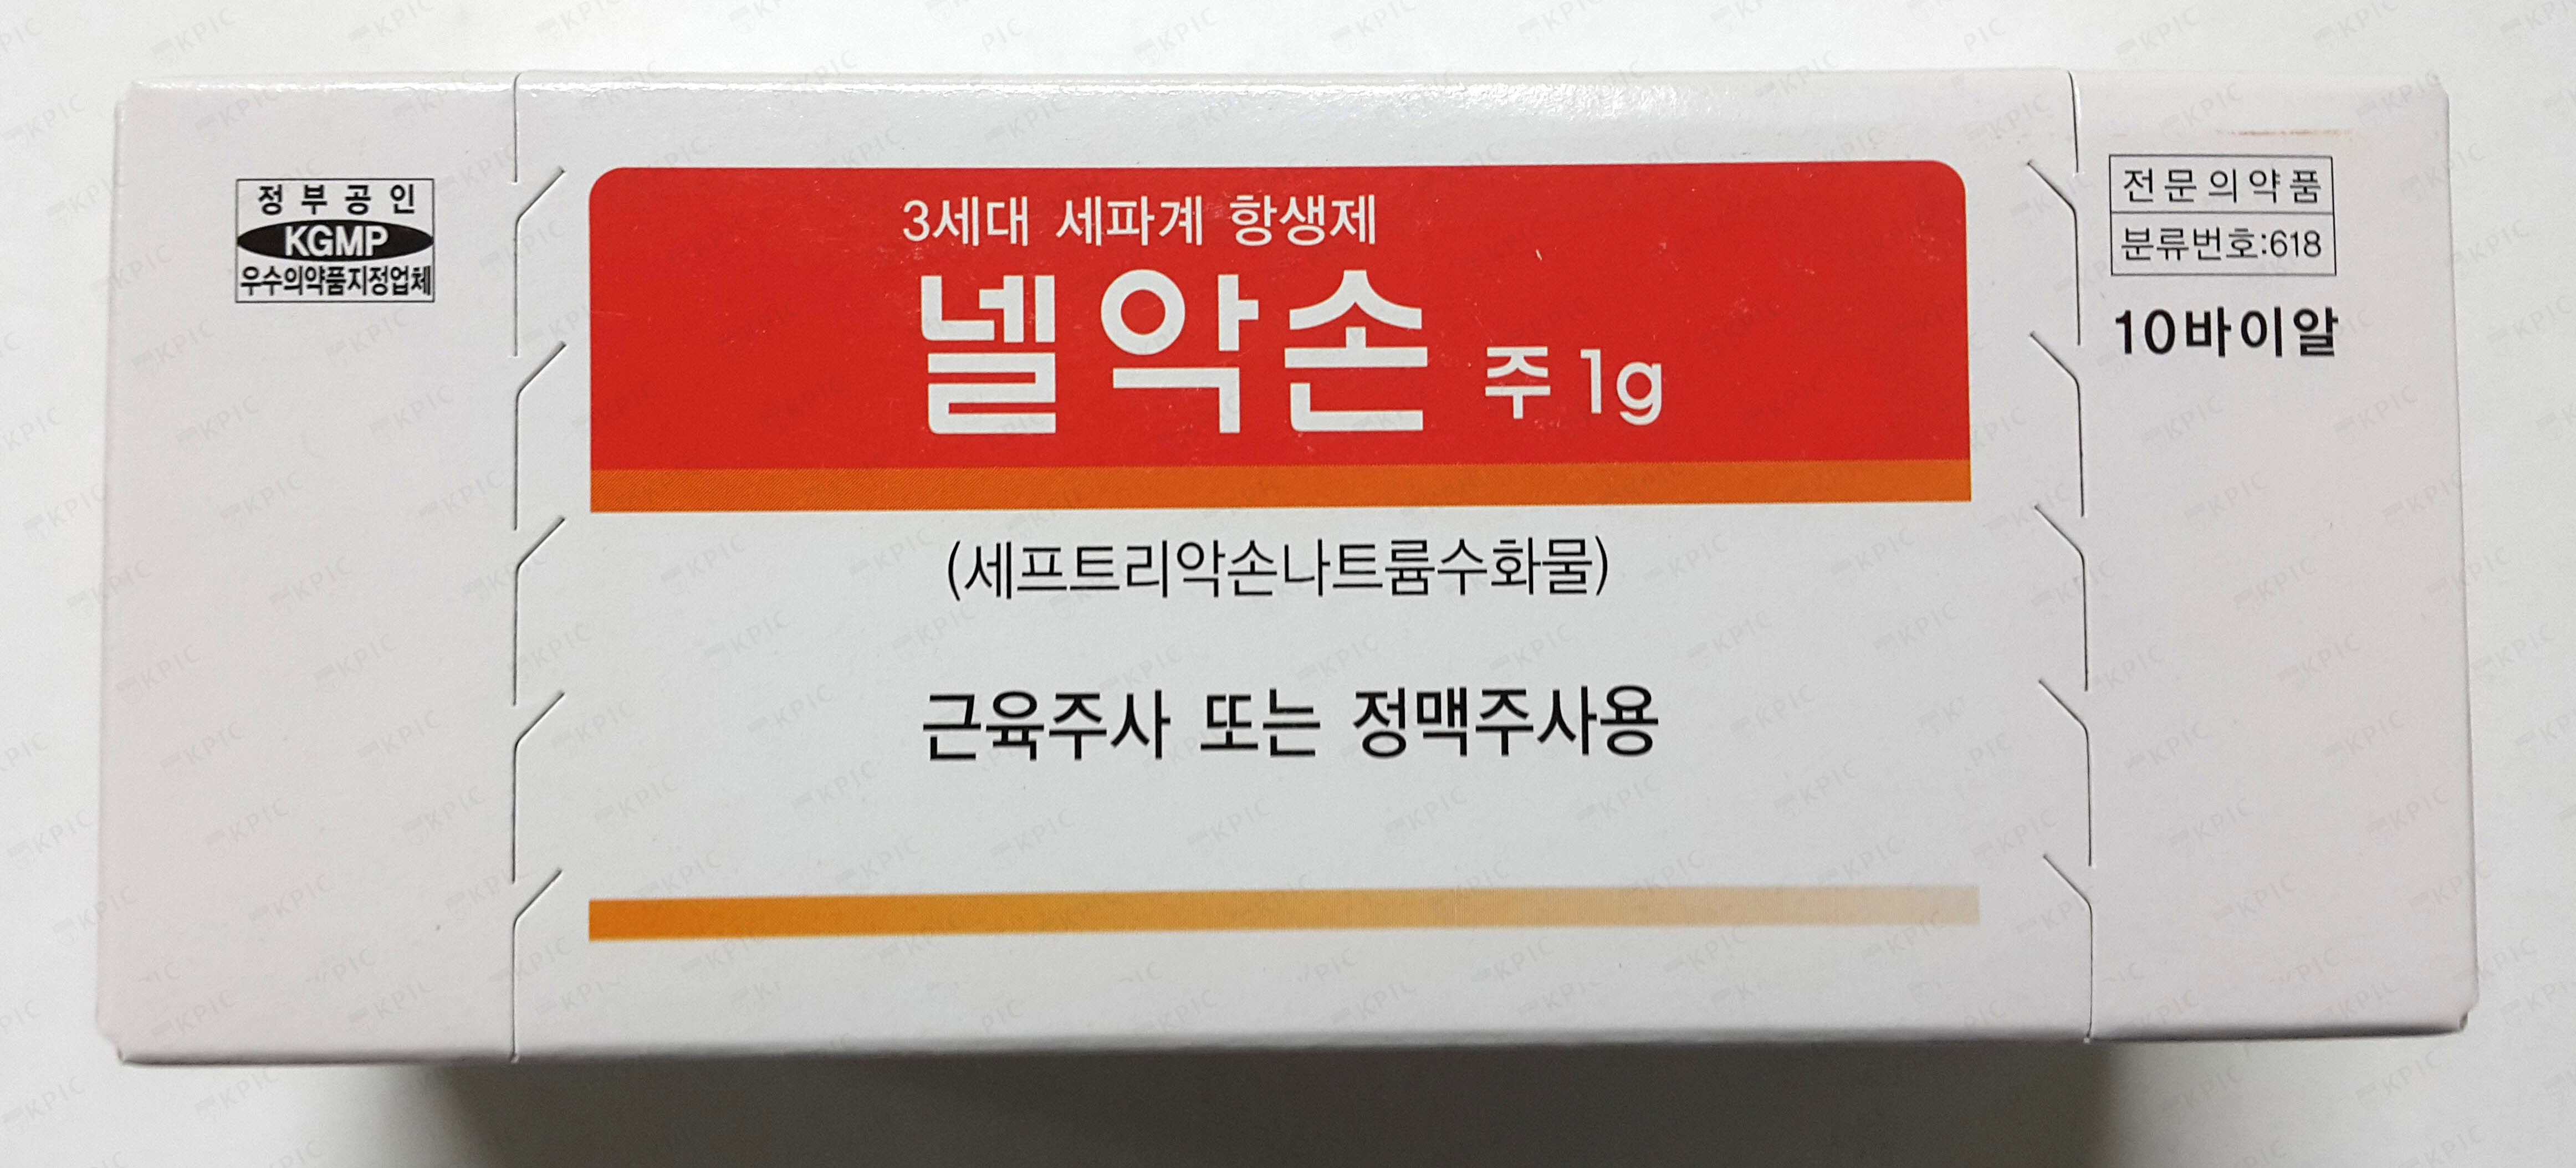 정부공인
KGMP
우수의약품지정업체
3세대 세파계 항생제
넬악손 주 1g
(세프트리악손나트륨수화물)
근육주사 또는 정맥주사용
전문의약품
분류번호:618
10바이알
KPIC